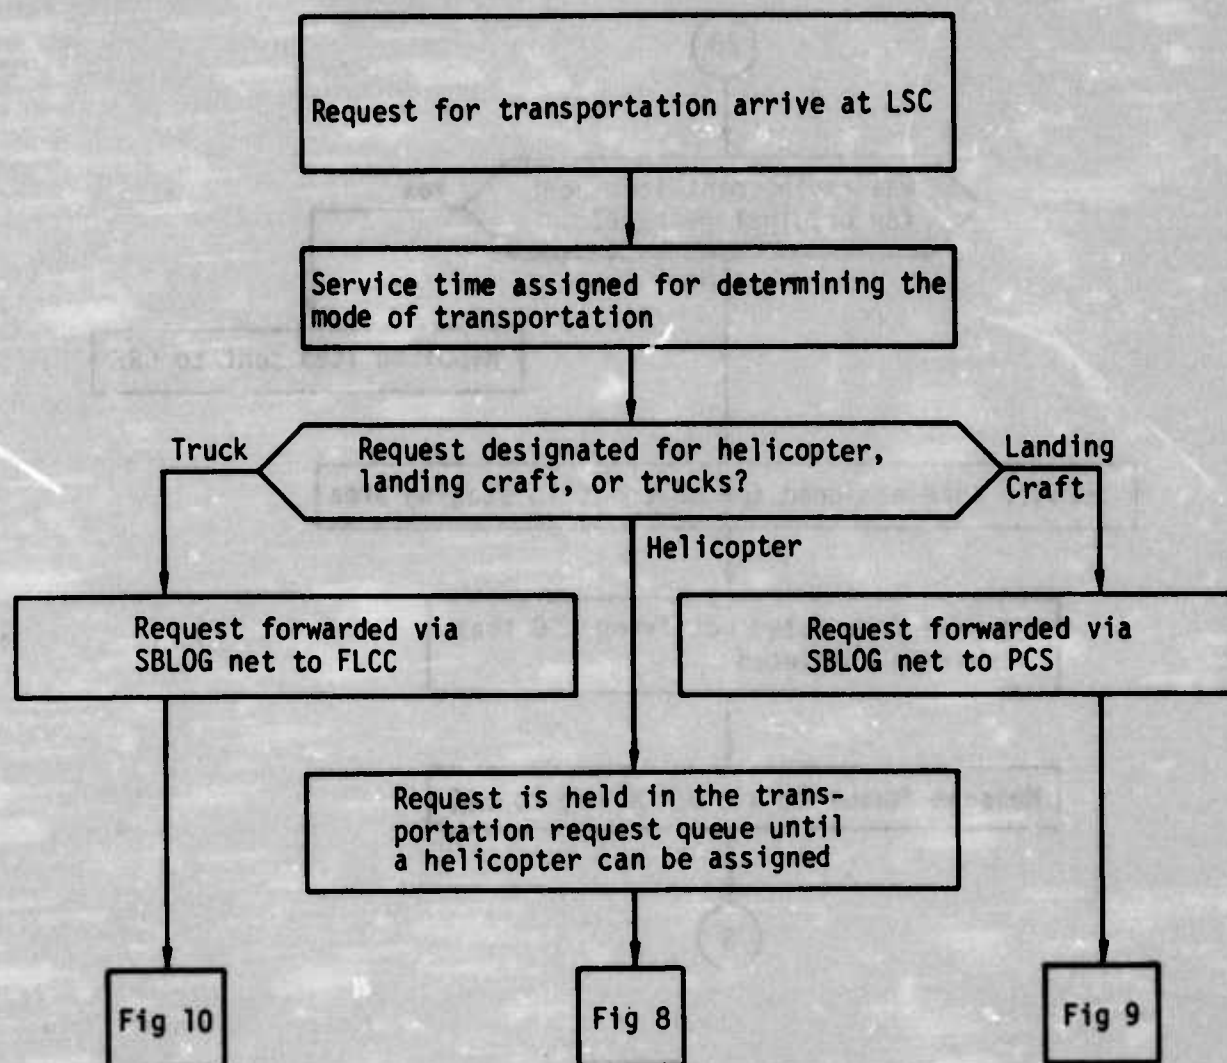 Request for transportation arrive at LSC
Service time assigned for determining the
mode of transportation
Truck
Request designated for helicopter,
landing craft, or trucks?
Landing
Craft
Helicopter
Request forwarded via
SBLOG net to FLCC
Request forwarded via
SBLOG net to PCS
Request is held in the trans-
portation request queue until
a helicopter can be assigned
Fig 10
Fig 8
Fig 9